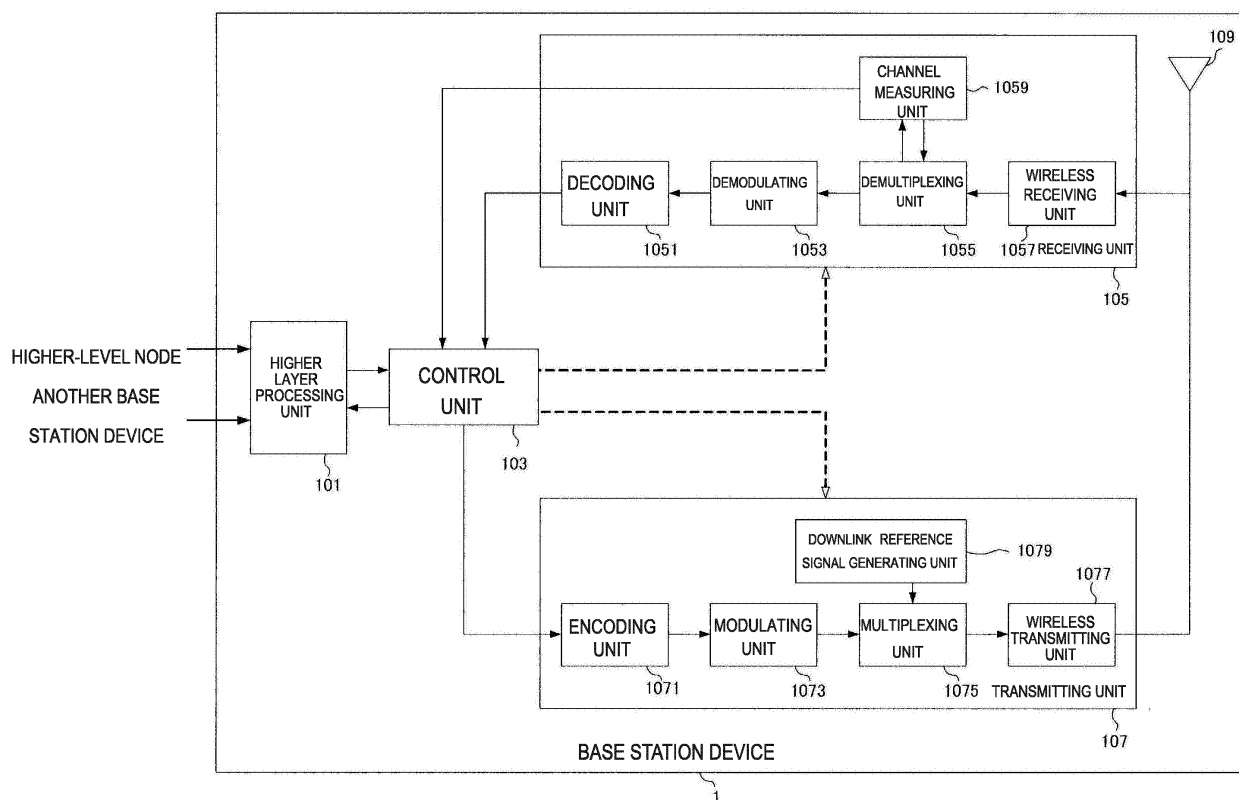 109
CHANNEL
MEASURING
UNIT
1059
DECODING
UNIT
1051
DEMODULATING
UNIT
1053
DEMULTIPLEXING
UNIT
1055
WIRELESS
RECEIVING
UNIT
1057
RECEIVING UNIT
105
HIGHER-LEVEL NODE
ANOTHER BASE
STATION DEVICE
HIGHER
LAYER
PROCESSING
UNIT
101
CONTROL
UNIT
103
DOWNLINK REFERENCE
SIGNAL GENERATING UNIT
1079
1077
ENCODING
UNIT
1071
MODULATING
UNIT
1073
MULTIPLEXING
UNIT
1075
WIRELESS
TRANSMITTING
UNIT
TRANSMITTING UNIT
107
BASE STATION DEVICE
1